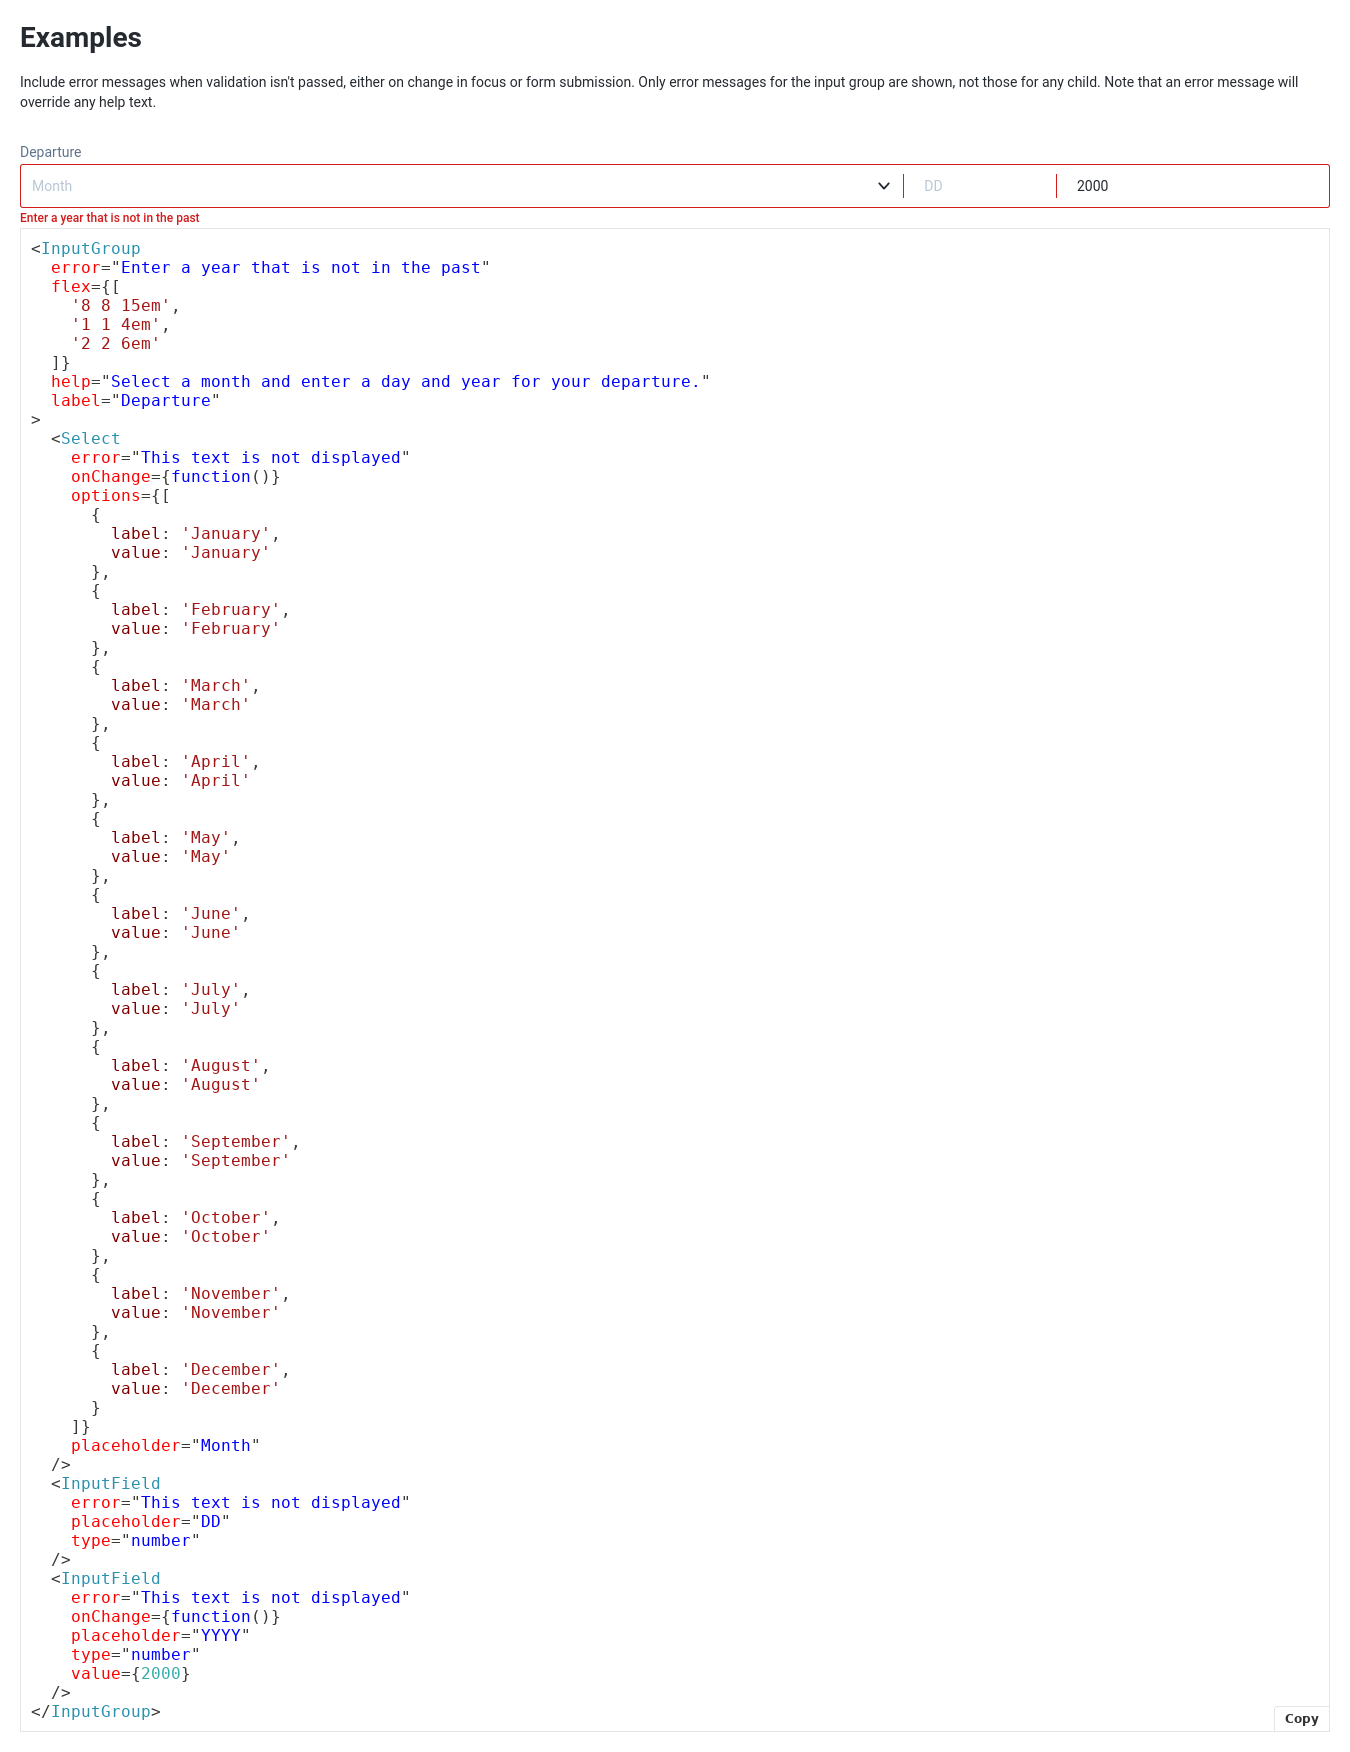 Examples
Include error messages when validation isn't passed, either on change in focus or form submission. Only error messages for the input group are shown, not those for any child. Note that an error message will
override any help text.
Departure
Month DD 2000
Enter a year that is not in the past
<InputGroup
  error="Enter a year that is not in the past"
  flex={[
    '8 8 15em',
    '1 1 4em',
    '2 2 6em'
  ]}
  help="Select a month and enter a day and year for your departure."
  label="Departure"
>
  <Select
    error="This text is not displayed"
    onChange={function()}
    options={[
      {
        label: 'January',
        value: 'January'
      },
      {
        label: 'February',
        value: 'February'
      },
      {
        label: 'March',
        value: 'March'
      },
      {
        label: 'April',
        value: 'April'
      },
      {
        label: 'May',
        value: 'May'
      },
      {
        label: 'June',
        value: 'June'
      },
      {
        label: 'July',
        value: 'July'
      },
      {
        label: 'August',
        value: 'August'
      },
      {
        label: 'September',
        value: 'September'
      },
      {
        label: 'October',
        value: 'October'
      },
      {
        label: 'November',
        value: 'November'
      },
      {
        label: 'December',
        value: 'December'
      }
    ]}
    placeholder="Month"
  />
  <InputField
    error="This text is not displayed"
    placeholder="DD"
    type="number"
  />
  <InputField
    error="This text is not displayed"
    onChange={function()}
    placeholder="YYYY"
    type="number"
    value={2000}
  />
</InputGroup>
Copy